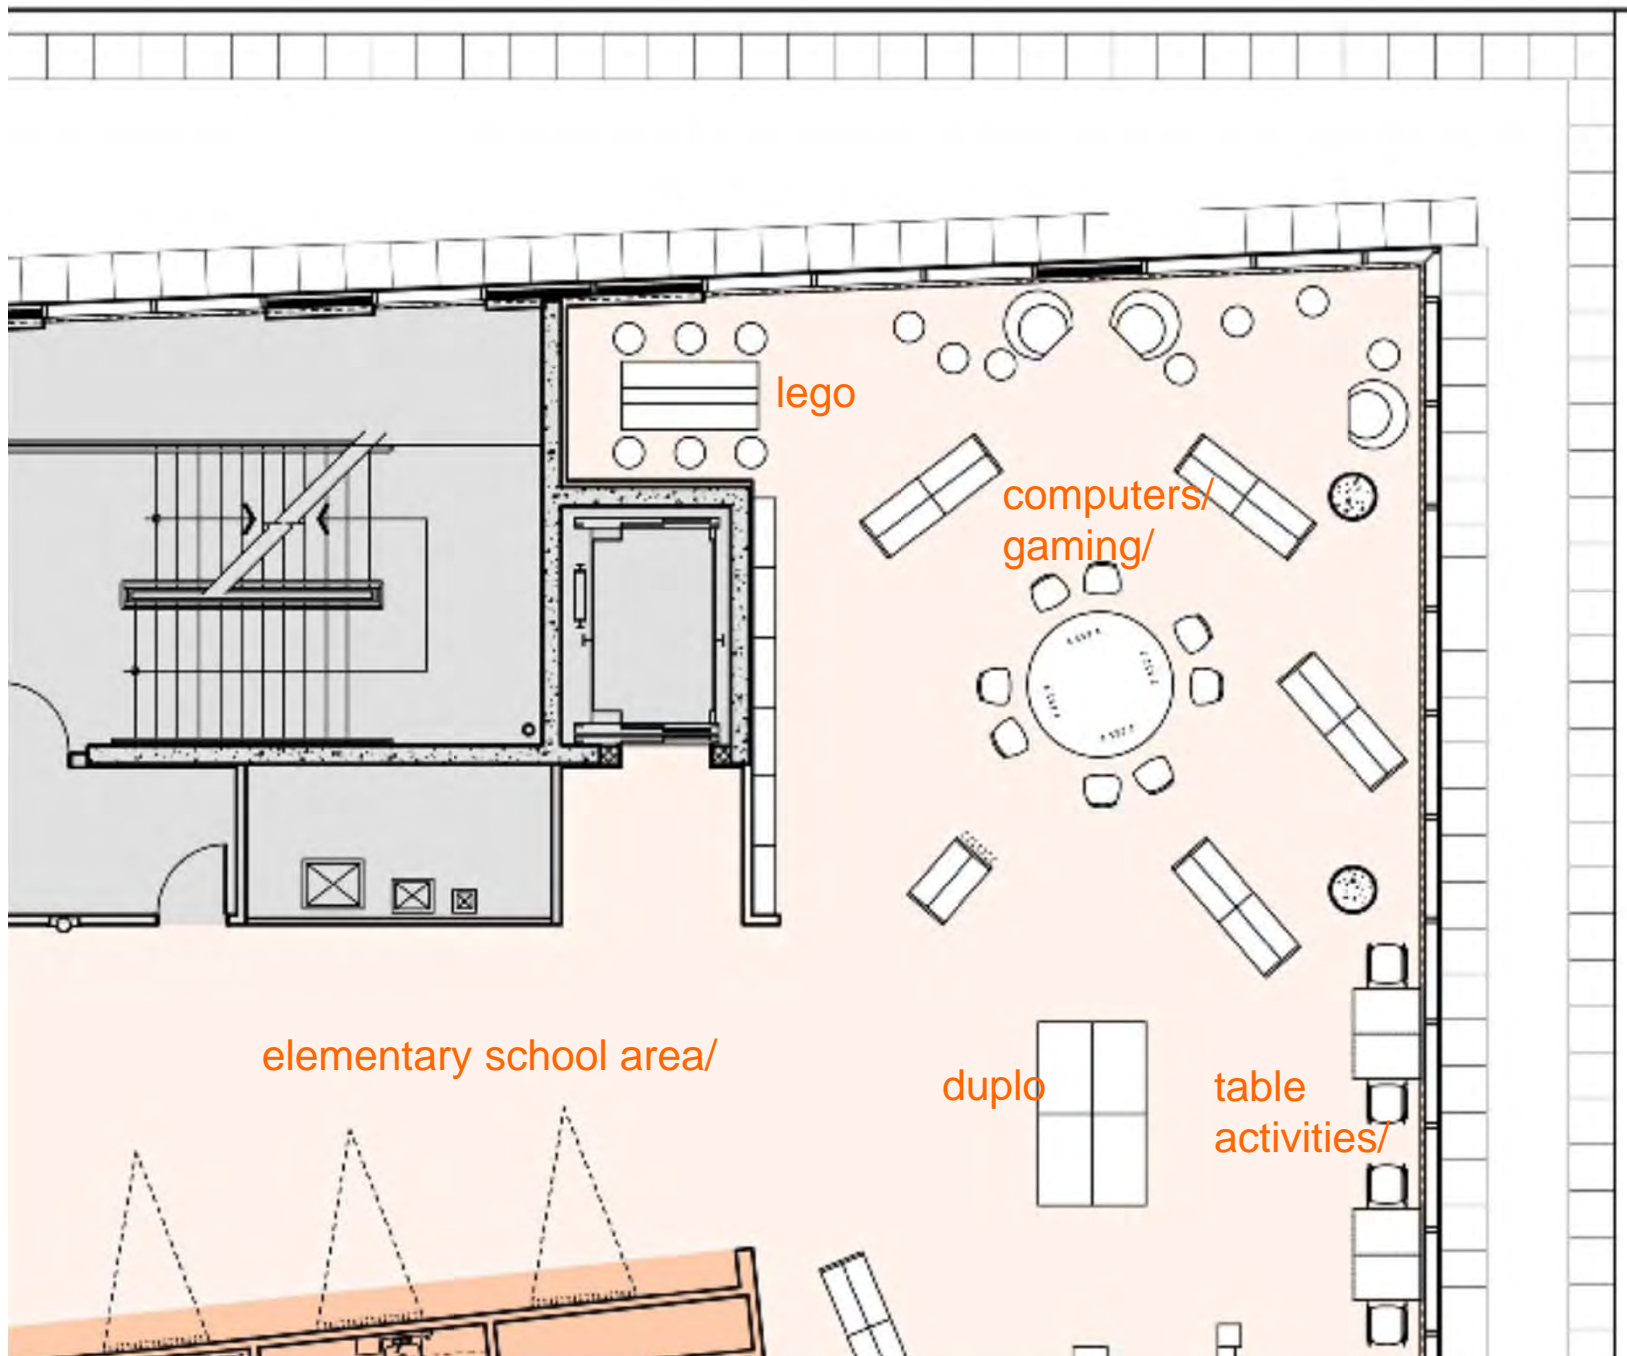 lego
computers/
gaming/
elementary school area/
duplo
table
activities/